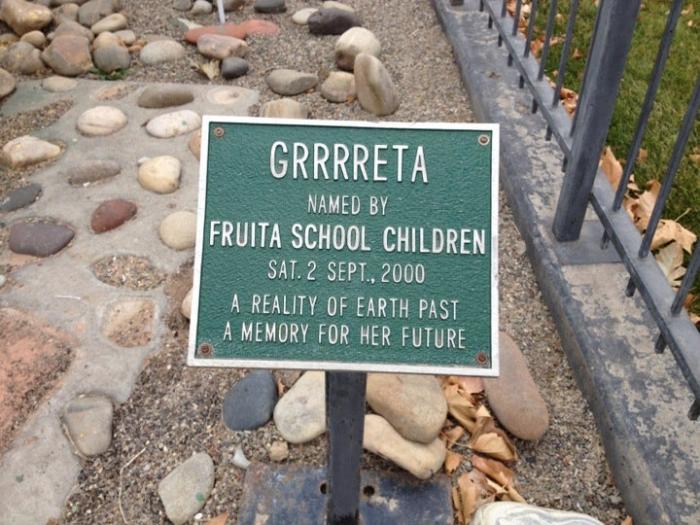 GRRRRETA
NAMED BY
FRUITA SCHOOL CHILDREN
SAT. 2 SEPT., 2000
A REALITY OF EARTH PAST
A MEMORY FOR HER FUTURE